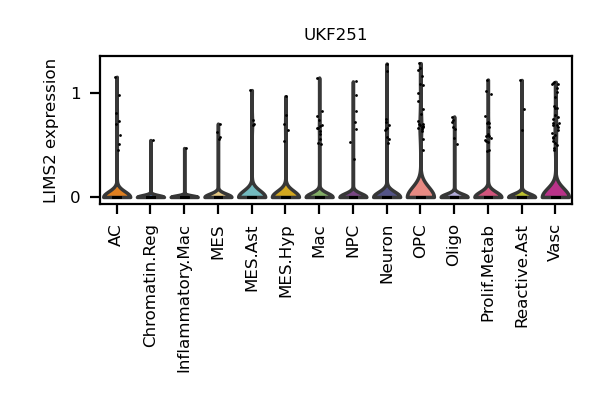 UKF251
LIMS2 expression
1
0
AC
Chromatin.Reg
Inflammatory.Mac
MES
MES.Ast
MES.Hyp
Mac
NPC
Neuron
OPC
Oligo
Prolif.Metab
Reactive.Ast
Vasc